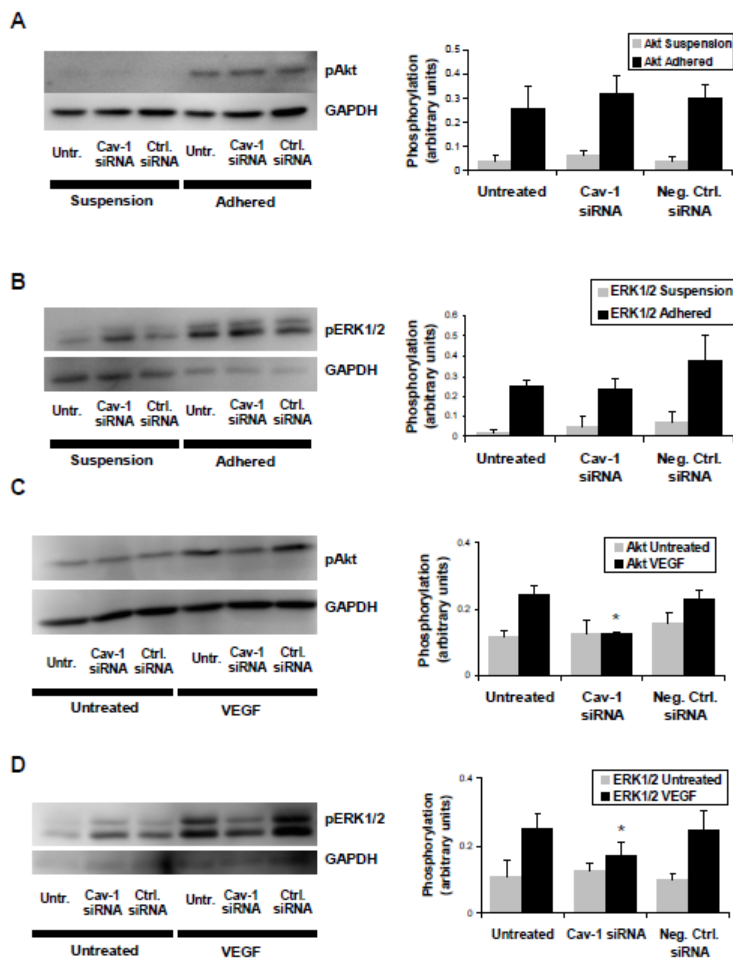 A
pAkt
GAPDH
Untr. Cav-1 siRNA Ctrl. siRNA Untr. Cav-1 siRNA Ctrl. siRNA
Suspension Adhered
Akt Suspension
Akt Adhered
Phosphorylation
(arbitrary units)
0.5
0.4
0.3
0.2
0.1
0
Untreated Cav-1 siRNA Neg. Ctrl. siRNA
B
pERK1/2
GAPDH
Untr. Cav-1 siRNA Ctrl. siRNA Untr. Cav-1 siRNA Ctrl. siRNA
Suspension Adhered
ERK1/2 Suspension
ERK1/2 Adhered
Phosphorylation
(arbitrary units)
0.6
0.5
0.4
0.3
0.2
0.1
0
Untreated Cav-1 siRNA Neg. Ctrl. siRNA
C
pAkt
GAPDH
Untr. Cav-1 siRNA Ctrl. siRNA Untr. Cav-1 siRNA Ctrl. siRNA
Untreated VEGF
Akt Untreated
Akt VEGF
Phosphorylation
(arbitrary units)
0.4
0.2
0
*
Untreated Cav-1 siRNA Neg. Ctrl. siRNA
D
pERK1/2
GAPDH
Untr. Cav-1 siRNA Ctrl. siRNA Untr. Cav-1 siRNA Ctrl. siRNA
Untreated VEGF
ERK1/2 Untreated
ERK1/2 VEGF
Phosphorylation
(arbitrary units)
0.4
0.2
0
*
Untreated Cav-1 siRNA Neg. Ctrl. siRNA